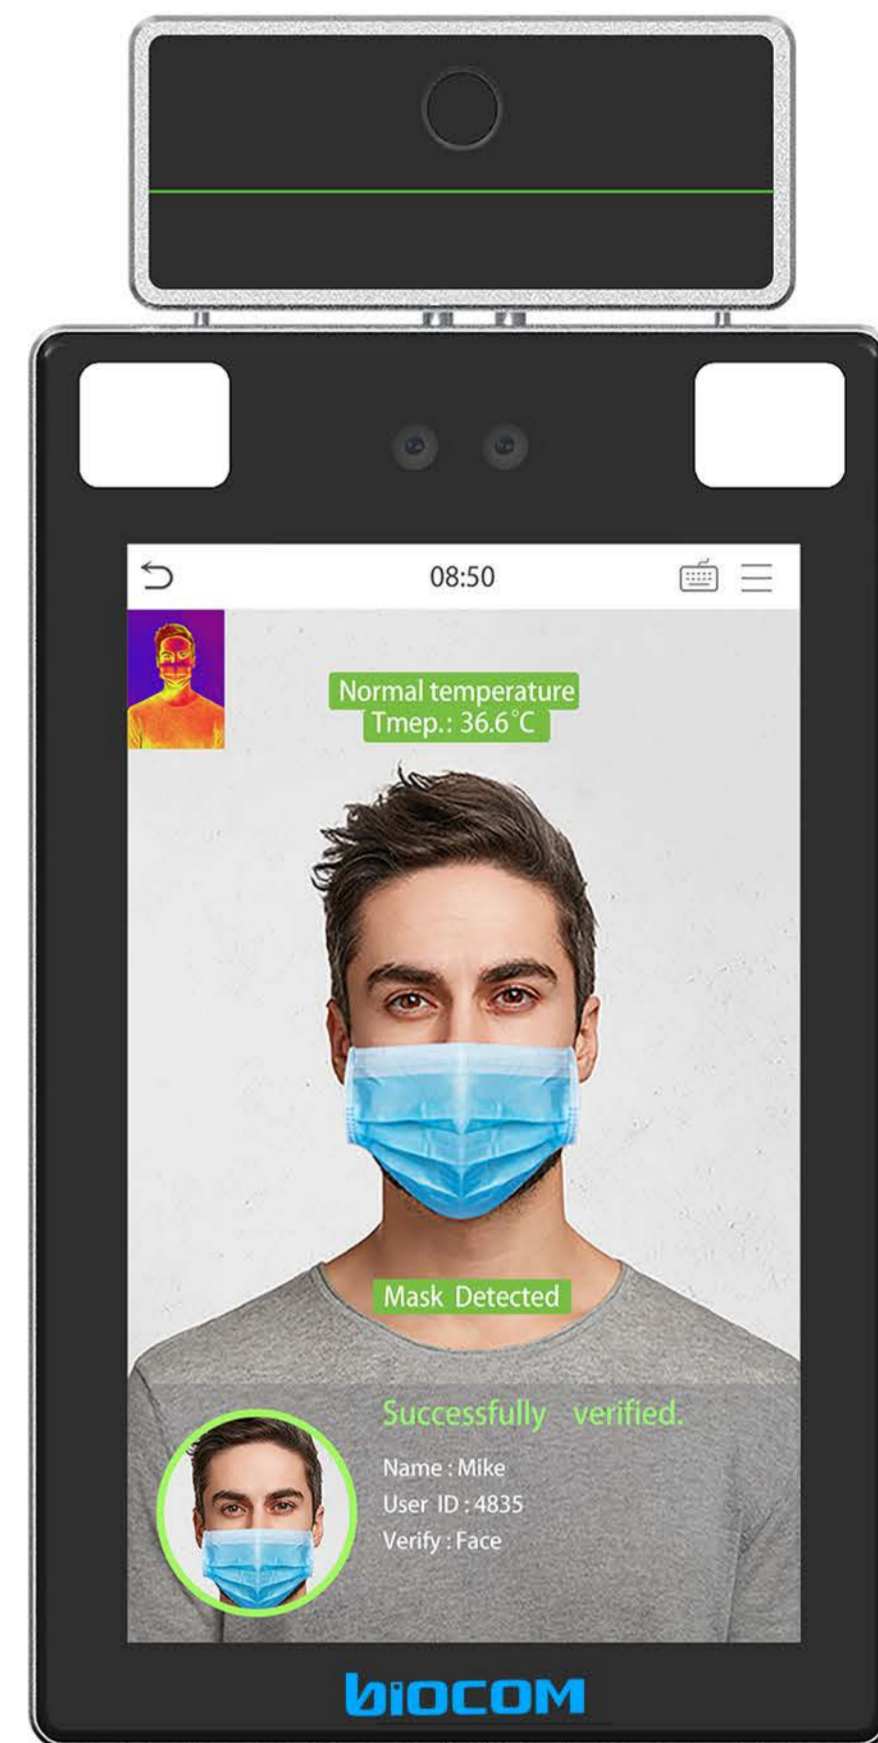 08:50
Normal temperature
Tmep.: 36.6°C
Mask Detected
Successfully verified.
Name : Mike
User ID : 4835
Verify : Face
biocom